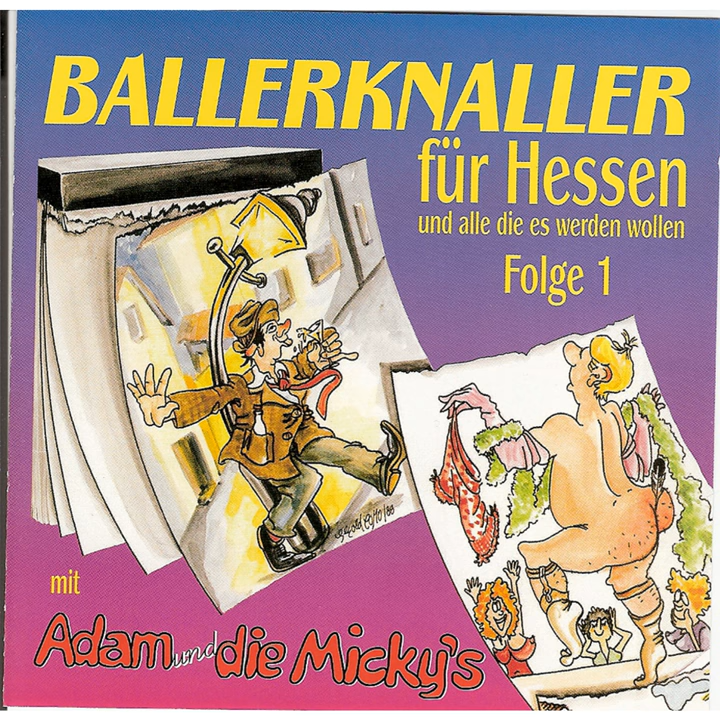 BALLERKNALLER
für Hessen
und alle die es werden wollen
Folge 1
mit
Adam und die Micky's